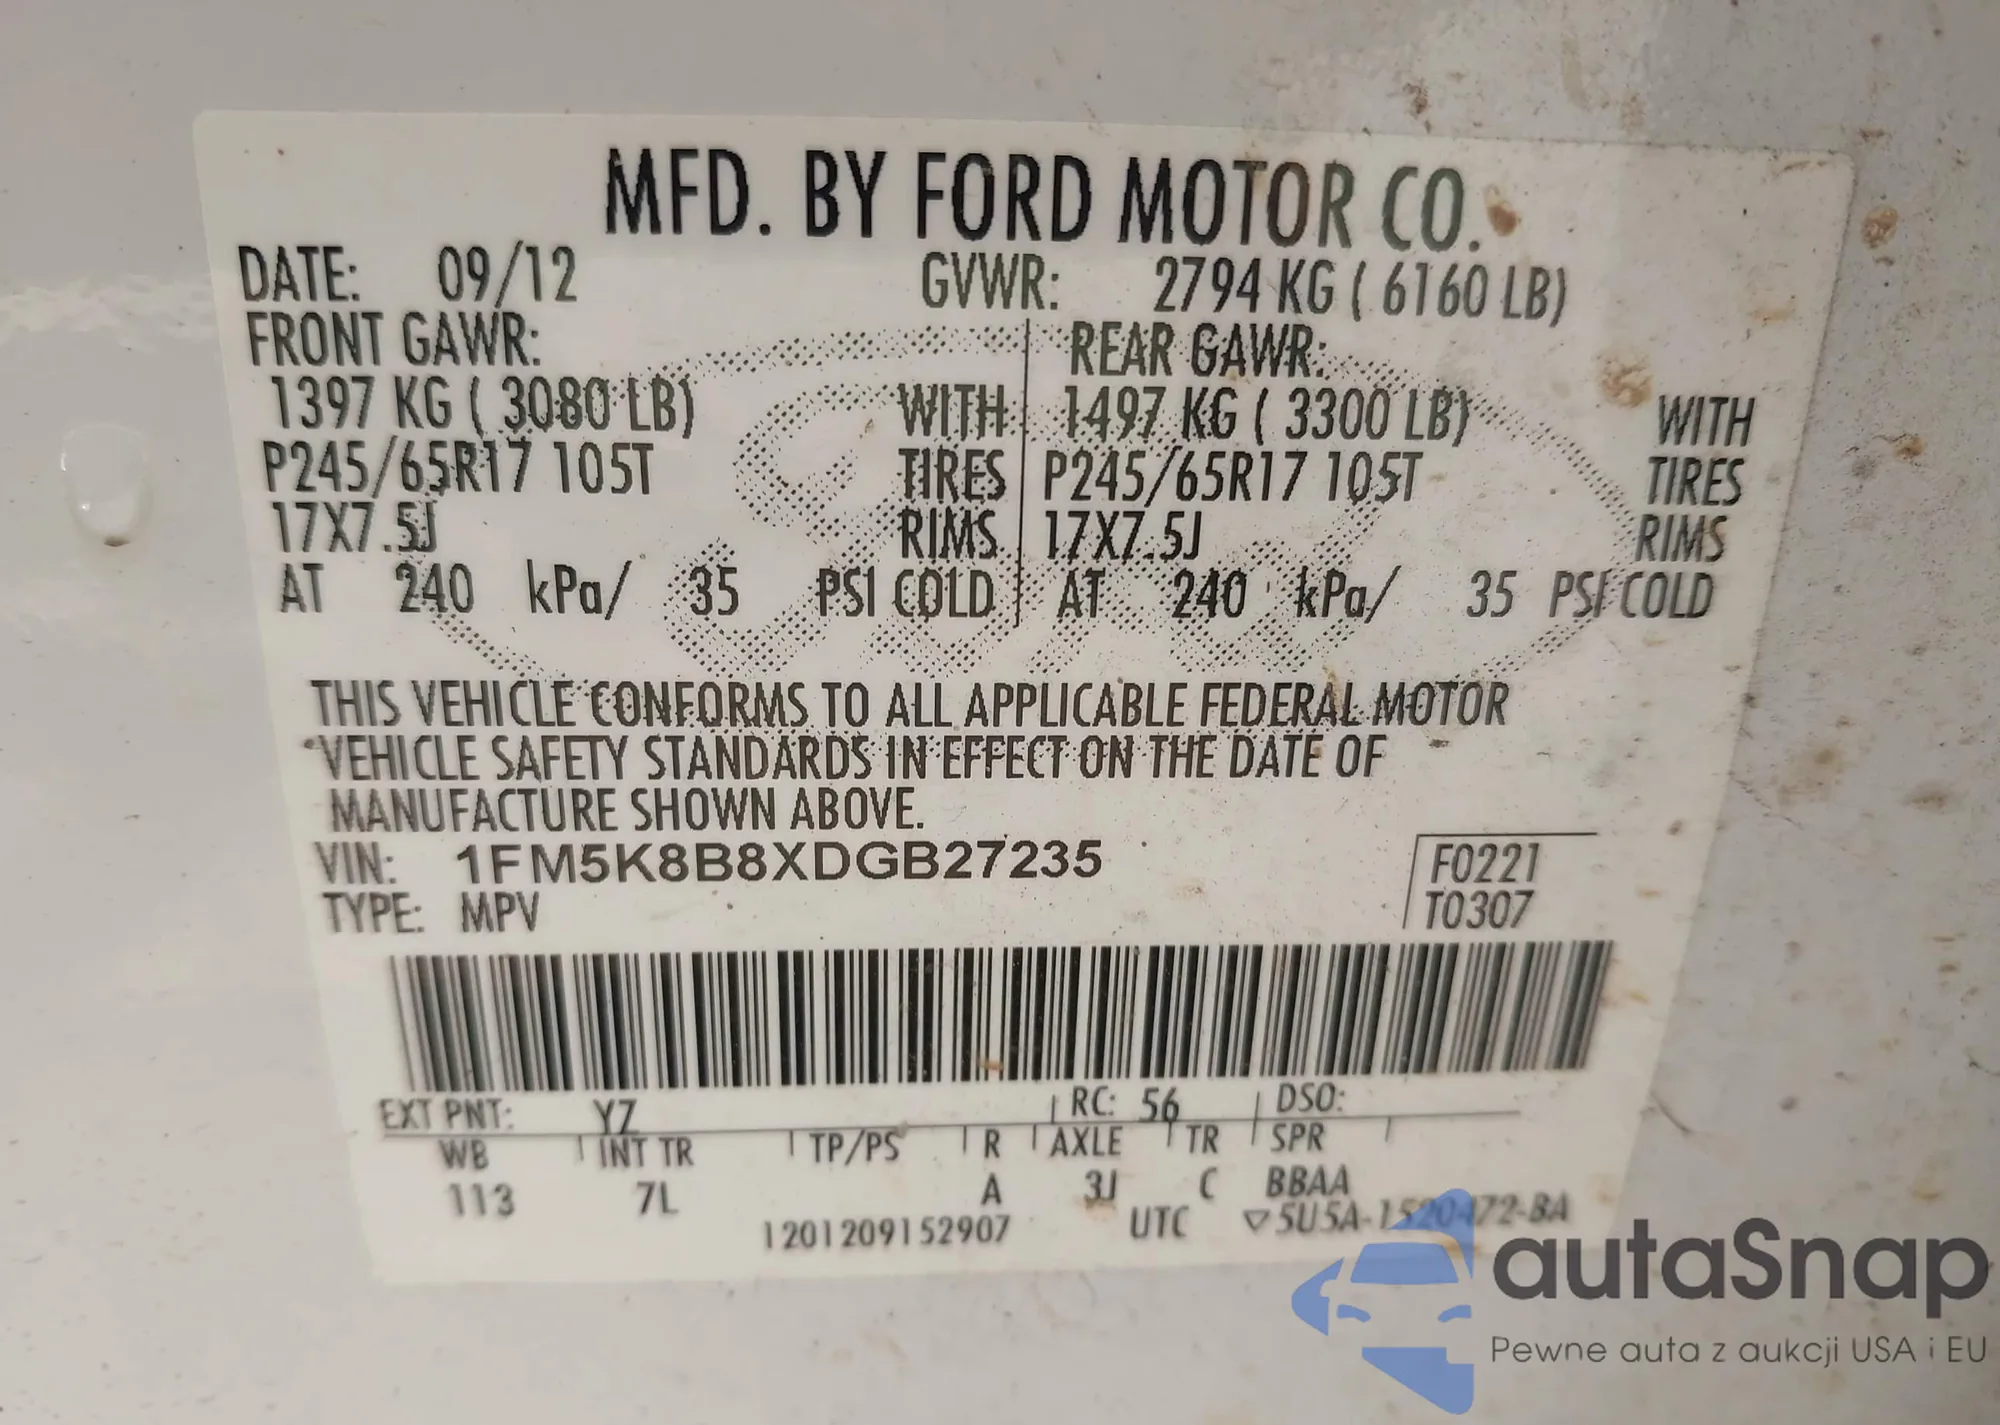 MFD. BY FORD MOTOR CO.
DATE: 09/12 GVWR: 2794 KG ( 6160 LB)
FRONT GAWR: REAR GAWR:
1397 KG ( 3080 LB) WITH 1497 KG ( 3300 LB) WITH
P245/65R17 105T TIRES P245/65R17 105T TIRES
17X7.5J RIMS 17X7.5J RIMS
AT 240 kPa/ 35 PSI COLD AT 240 kPa/ 35 PSI COLD
THIS VEHICLE CONFORMS TO ALL APPLICABLE FEDERAL MOTOR
VEHICLE SAFETY STANDARDS IN EFFECT ON THE DATE OF
MANUFACTURE SHOWN ABOVE.
VIN: 1FM5K8B8XDGB27235 F0221
TYPE: MPV T0307
EXT PNT: YZ RC: 56 DSO:
WB INT TR TP/PS R AXLE TR SPR
113 7L A 3J C BBAA
1201209152907 UTC ▽5U5A-1520472-BA
autaSnap
Pewne auta z aukcji USA i EU